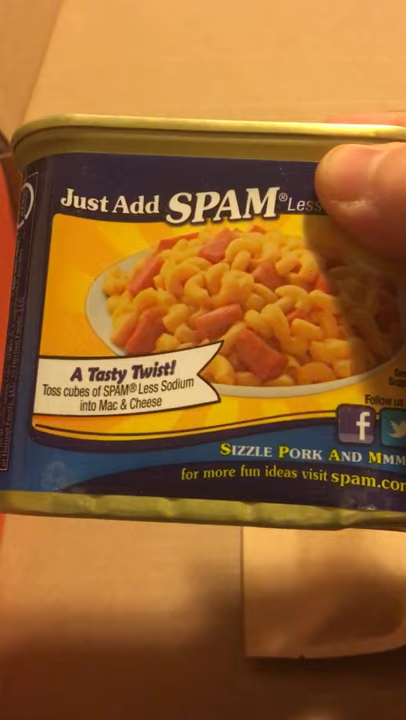 Just Add SPAM® Less
A Tasty Twist!
Toss cubes of SPAM® Less Sodium
into Mac & Cheese
Follow us
f
SIZZLE PORK AND MMM
for more fun ideas visit spam.com